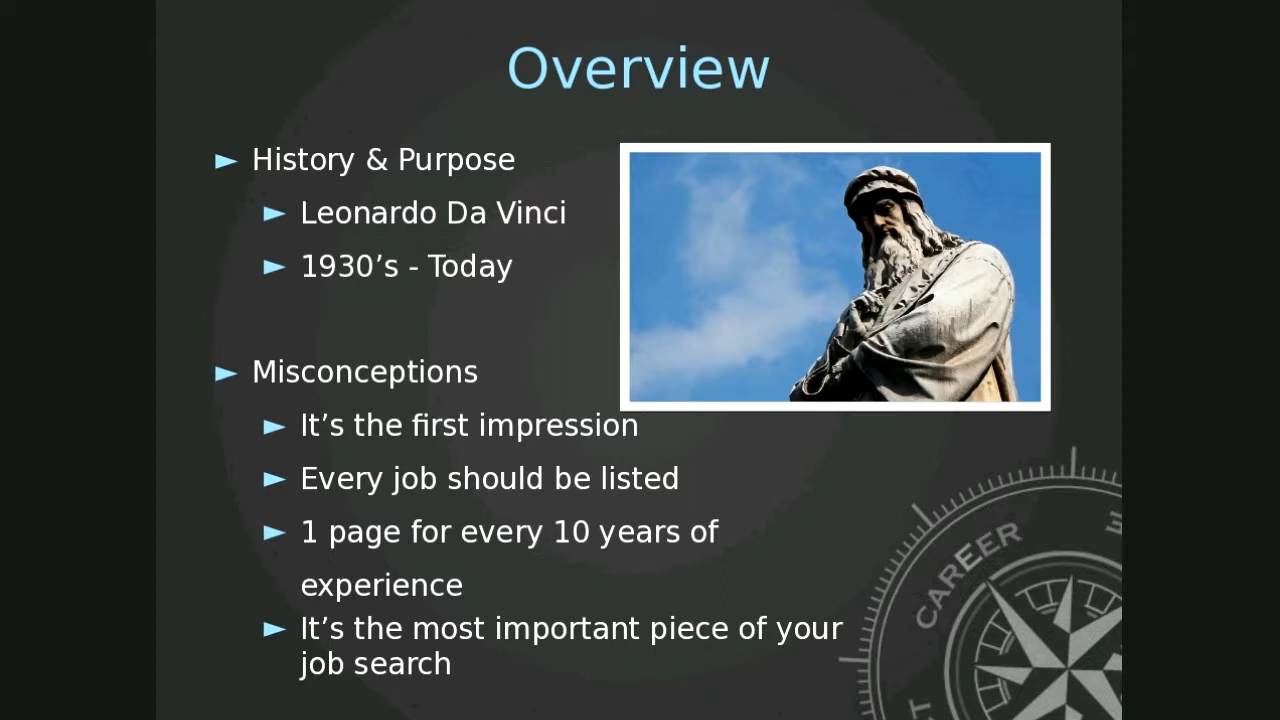 Overview
► History & Purpose
► Leonardo Da Vinci
► 1930’s - Today
► Misconceptions
► It’s the first impression
► Every job should be listed
► 1 page for every 10 years of
experience
► It’s the most important piece of your
job search
CAREER